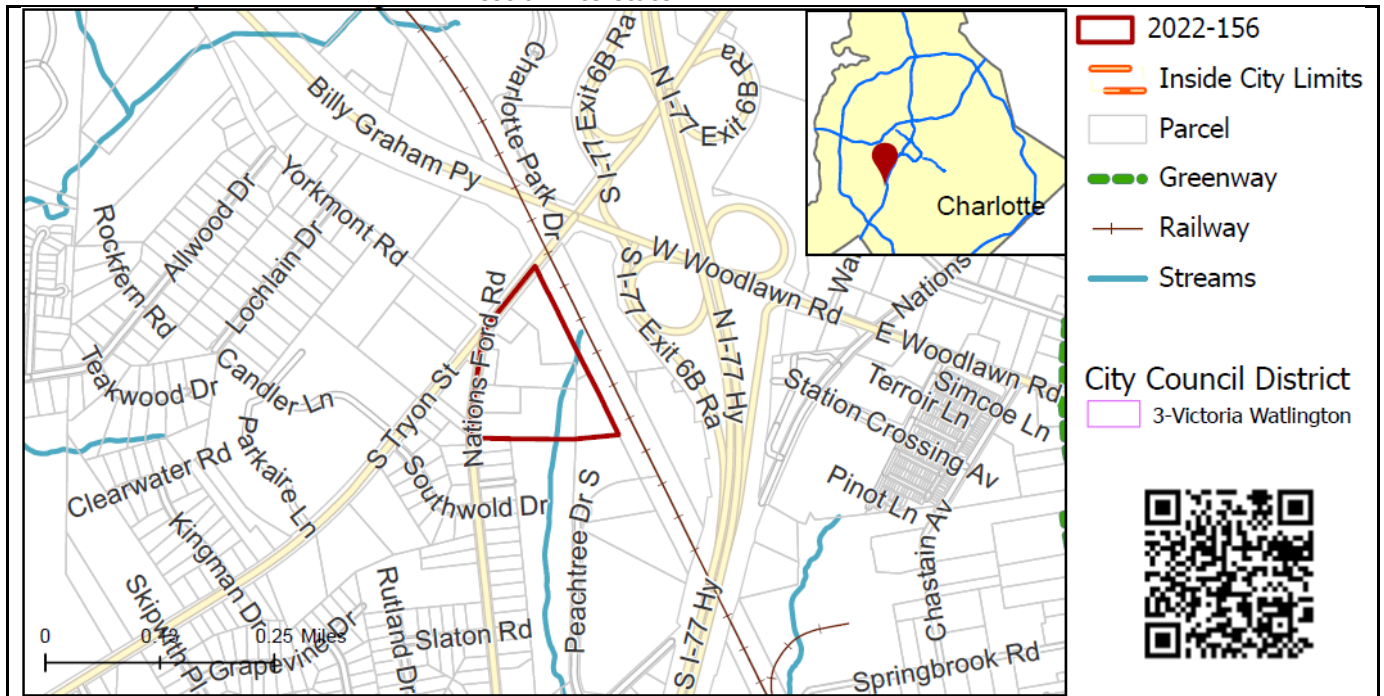 Billy Graham Py
Charlotte Park Dr
S I-77 Exit 6B Ra
N I-77
Exit 6B Ra
Yorkmont Rd
Allwood Dr
Lochlain Dr
Rockfern Rd
Teakwood Dr
Candler Ln
Parkaire Ln
Clearwater Rd
Kingman Dr
Skipwith Pl
Grapevine Dr
Rutland Dr
Slaton Rd
Southwold Dr
S Tryon St
Nations Ford Rd
Peachtree Dr S
S I-77 Exit 6B Ra
N I-77 Hy
S I-77 Hy
W Woodlawn Rd
Nations
E Woodlawn Rd
Terroir Ln
Simcoe Ln
Station Crossing Av
Pinot Ln
Chastain Av
Springbrook Rd
Charlotte
0 0.13 0.25 Miles
2022-156
Inside City Limits
Parcel
Greenway
Railway
Streams
City Council District
3-Victoria Watlington